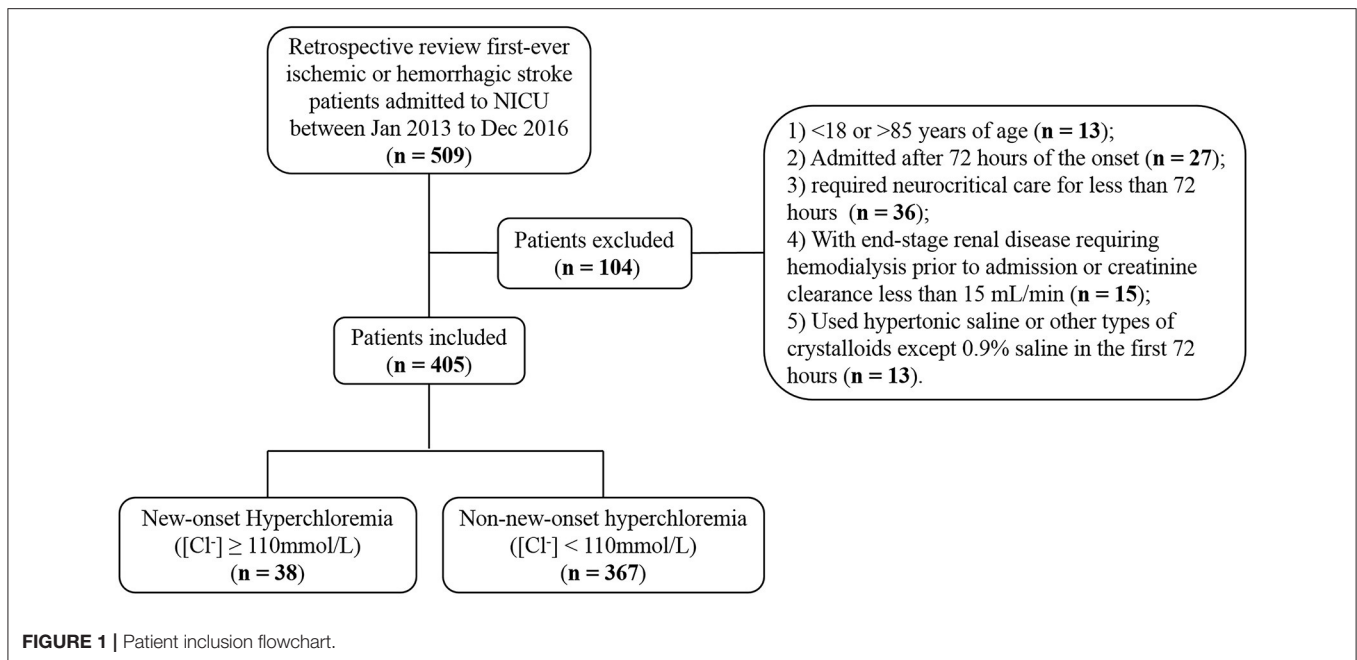 Retrospective review first-ever
ischemic or hemorrhagic stroke
patients admitted to NICU
between Jan 2013 to Dec 2016
(n = 509)
Patients excluded
(n = 104)
1) <18 or >85 years of age (n = 13);
2) Admitted after 72 hours of the onset (n = 27);
3) required neurocritical care for less than 72
hours (n = 36);
4) With end-stage renal disease requiring
hemodialysis prior to admission or creatinine
clearance less than 15 mL/min (n = 15);
5) Used hypertonic saline or other types of
crystalloids except 0.9% saline in the first 72
hours (n = 13).
Patients included
(n = 405)
New-onset Hyperchloremia
([Cl⁻] ≥ 110mmol/L)
(n = 38)
Non-new-onset hyperchloremia
([Cl⁻] < 110mmol/L)
(n = 367)
FIGURE 1 | Patient inclusion flowchart.